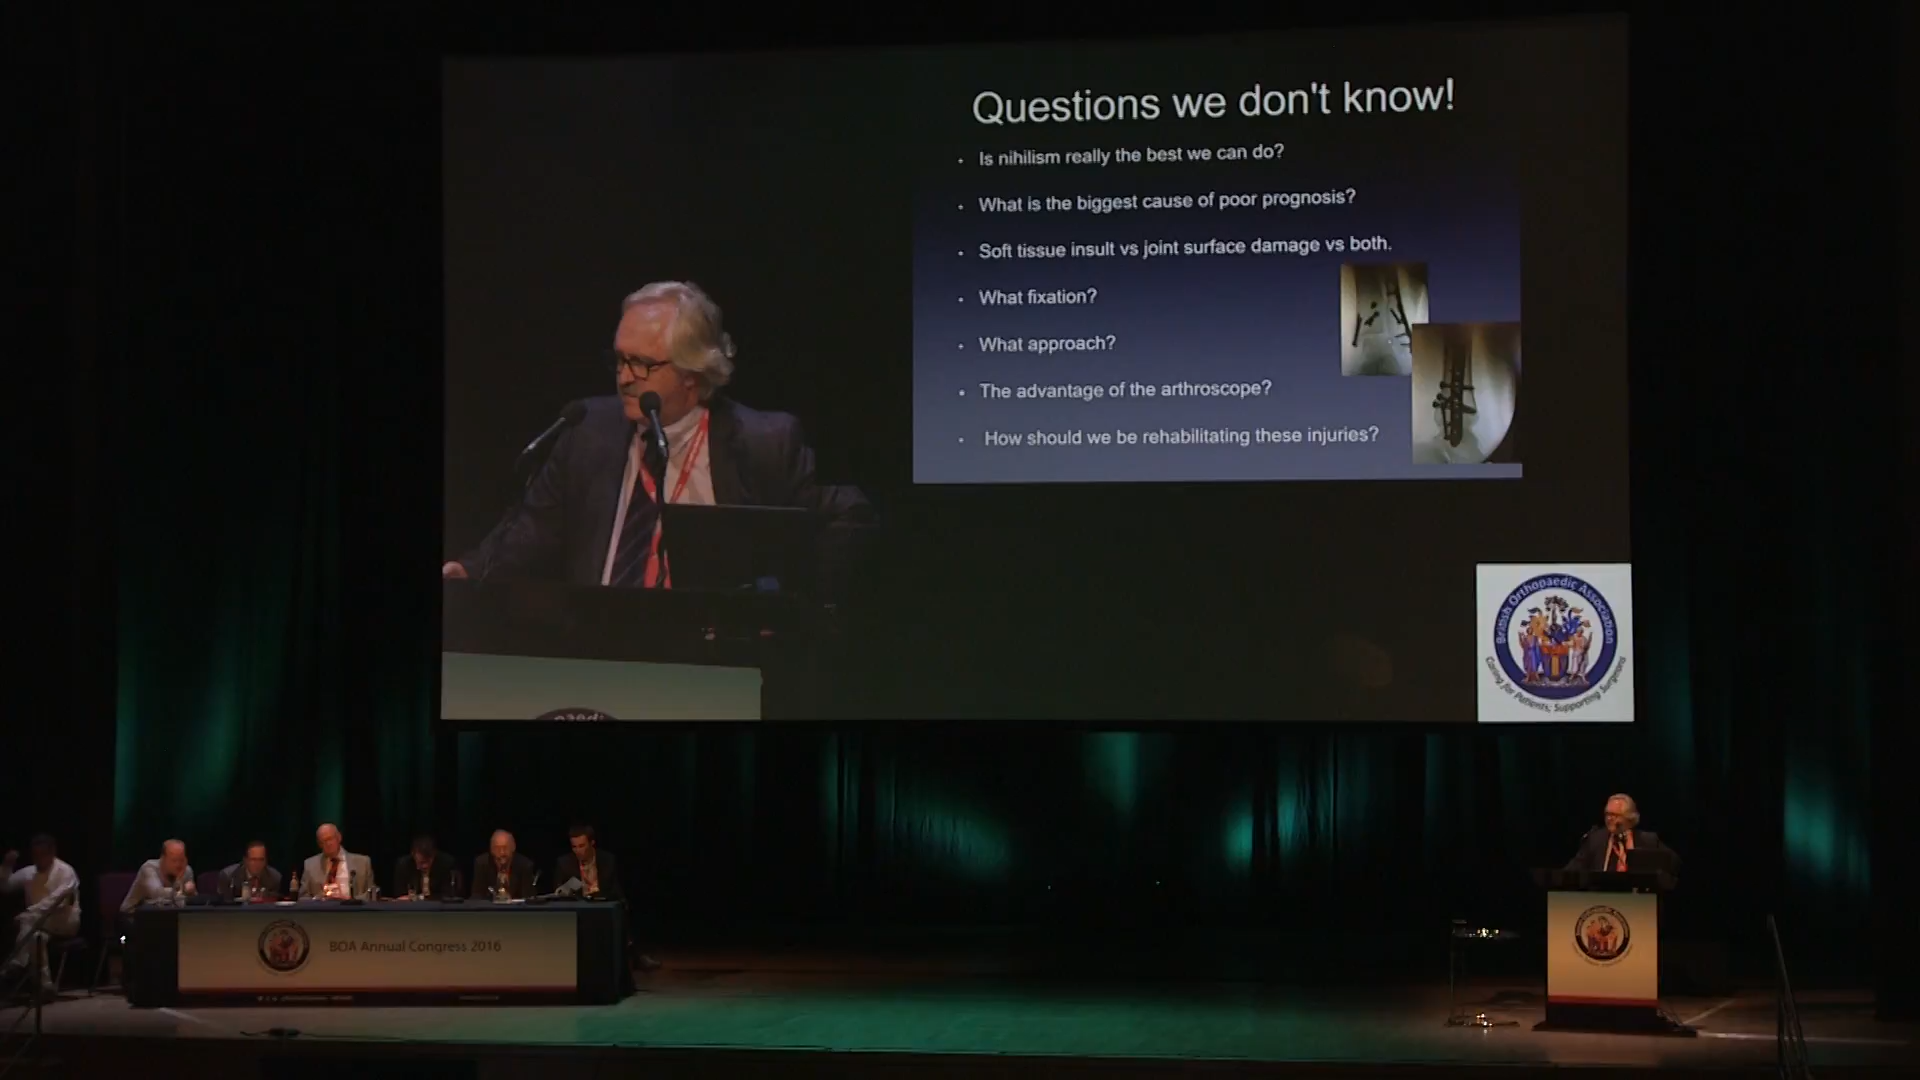 Questions we don't know!
• Is nihilism really the best we can do?
• What is the biggest cause of poor prognosis?
• Soft tissue insult vs joint surface damage vs both.
• What fixation?
• What approach?
• The advantage of the arthroscope?
• How should we be rehabilitating these injuries?
British Orthopaedic Association
Caring for Patients; Supporting Surgeons
BOA Annual Congress 2016